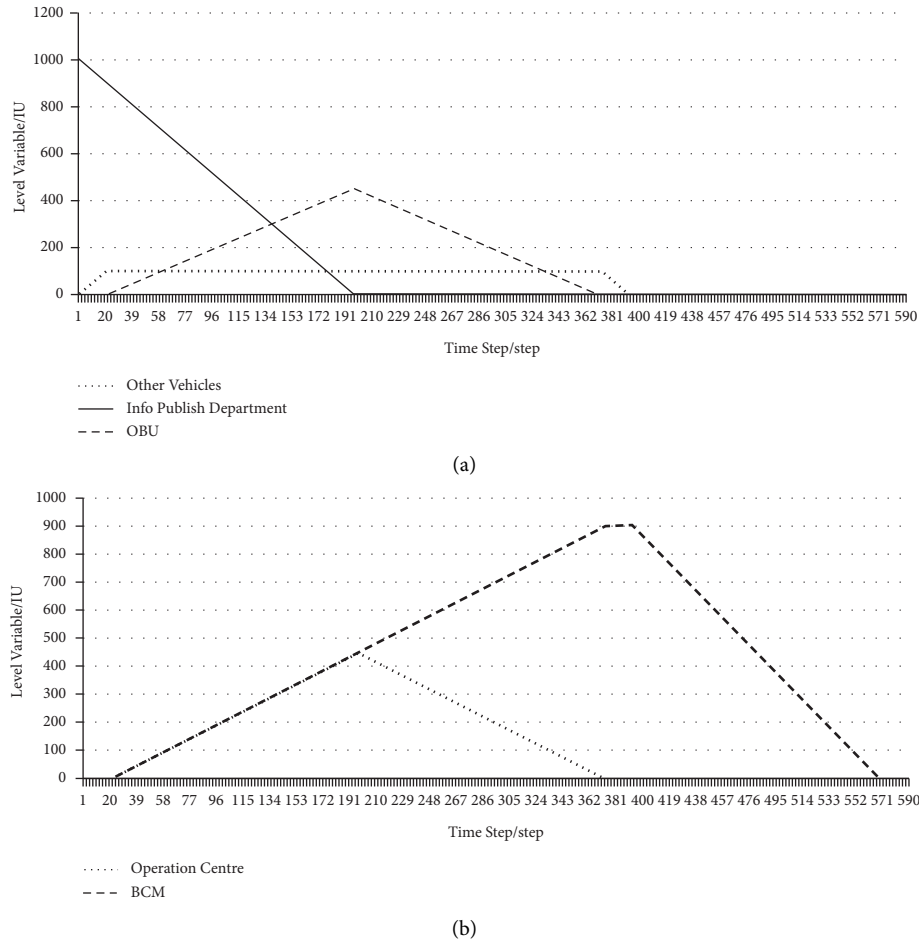 1200
1000
800
600
400
200
0
Level Variable/IU
1 20 39 58 77 96 115 134 153 172 191 210 229 248 267 286 305 324 343 362 381 400 419 438 457 476 495 514 533 552 571 590
Time Step/step
Other Vehicles
Info Publish Department
OBU
(a)
1000
900
800
700
600
500
400
300
200
100
0
Level Variable/IU
1 20 39 58 77 96 115 134 153 172 191 210 229 248 267 286 305 324 343 362 381 400 419 438 457 476 495 514 533 552 571 590
Time Step/step
Operation Centre
BCM
(b)